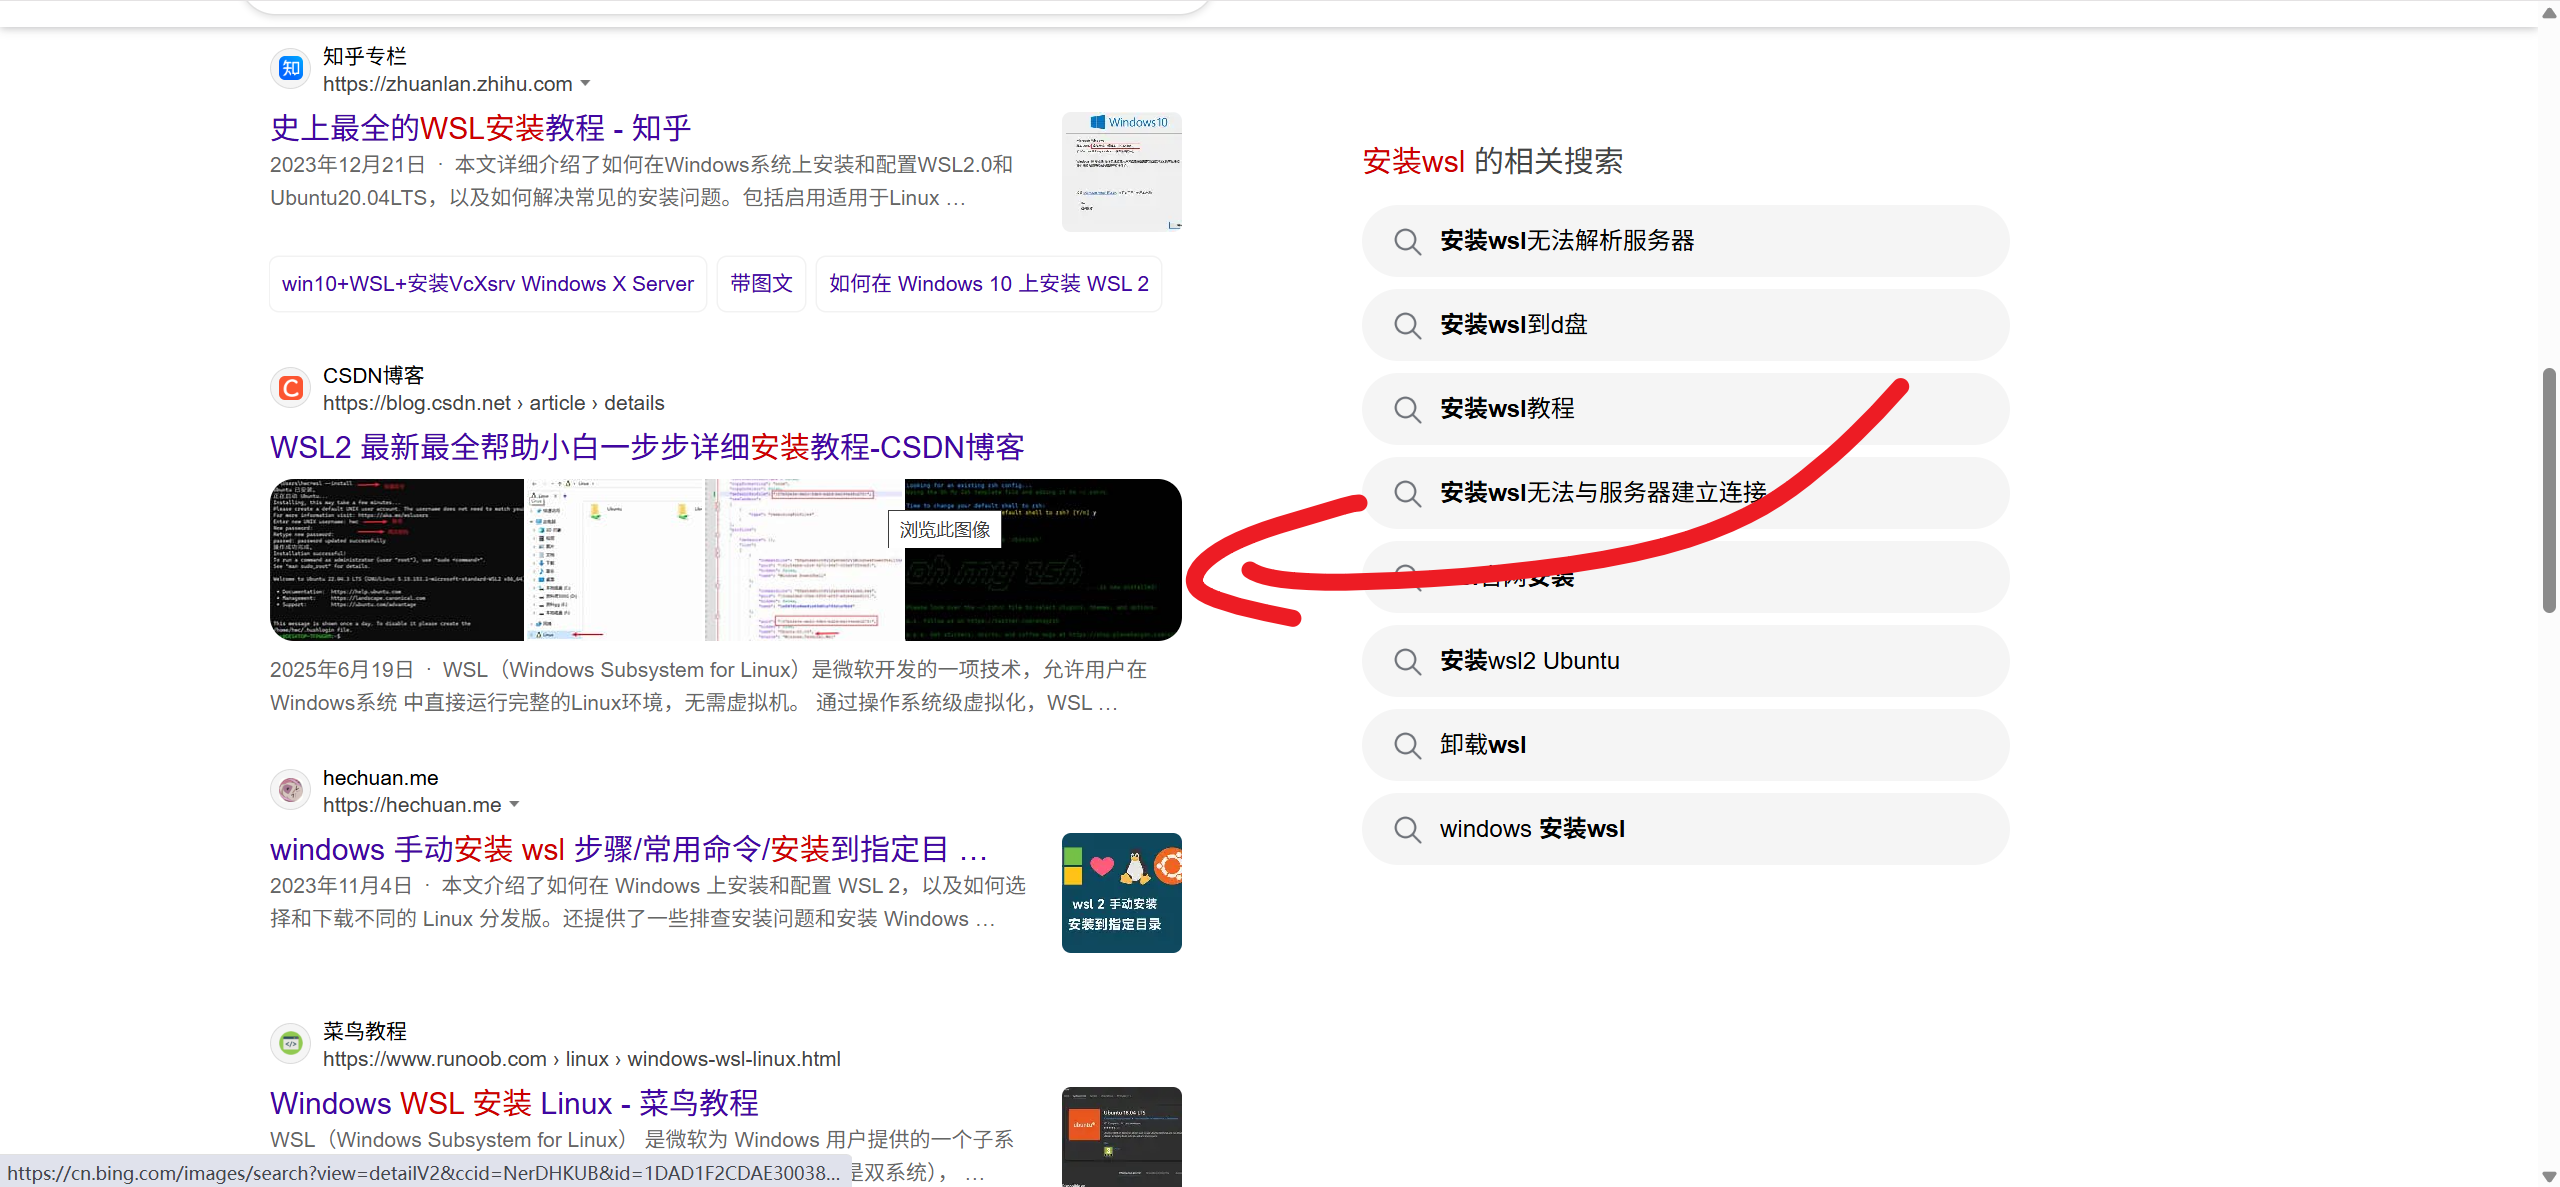 知乎专栏
https://zhuanlan.zhihu.com
史上最全的WSL安装教程 - 知乎
2023年12月21日 · 本文详细介绍了如何在Windows系统上安装和配置WSL2.0和
Ubuntu20.04LTS，以及如何解决常见的安装问题。包括启用适用于Linux …
Windows10
win10+WSL+安装VcXsrv Windows X Server
带图文
如何在 Windows 10 上安装 WSL 2
CSDN博客
https://blog.csdn.net › article › details
WSL2 最新最全帮助小白一步步详细安装教程-CSDN博客
浏览此图像
2025年6月19日 · WSL（Windows Subsystem for Linux）是微软开发的一项技术，允许用户在
Windows系统 中直接运行完整的Linux环境，无需虚拟机。 通过操作系统级虚拟化，WSL …
hechuan.me
https://hechuan.me
windows 手动安装 wsl 步骤/常用命令/安装到指定目 …
2023年11月4日 · 本文介绍了如何在 Windows 上安装和配置 WSL 2，以及如何选
择和下载不同的 Linux 分发版。还提供了一些排查安装问题和安装 Windows …
wsl 2 手动安装
安装到指定目录
菜鸟教程
https://www.runoob.com › linux › windows-wsl-linux.html
Windows WSL 安装 Linux - 菜鸟教程
WSL（Windows Subsystem for Linux） 是微软为 Windows 用户提供的一个子系
是双系统）， …
https://cn.bing.com/images/search?view=detailV2&ccid=NerDHKUB&id=1DAD1F2CDAE30038...
安装wsl 的相关搜索
安装wsl无法解析服务器
安装wsl到d盘
安装wsl教程
安装wsl无法与服务器建立连接
安装
安装wsl2 Ubuntu
卸载wsl
windows 安装wsl